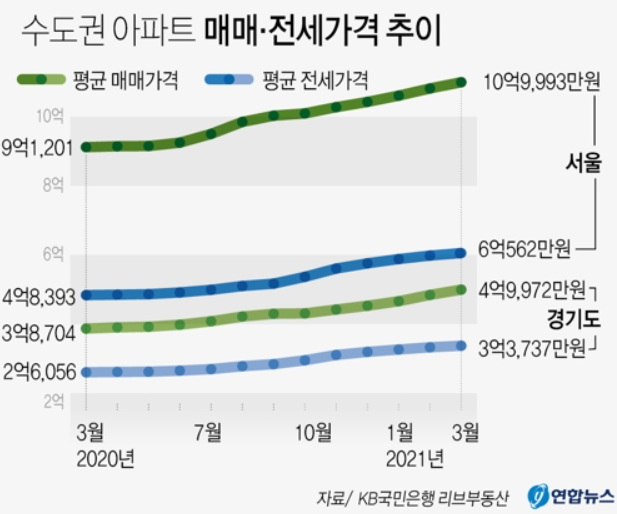 수도권 아파트 매매·전세가격 추이
평균 매매가격 평균 전세가격
10억9,993만원
10억
9억1,201
서울
8억
6억
6억562만원
4억8,393
4억9,972만원
경기도
3억8,704
3억3,737만원
2억6,056
2억
3월 7월 10월 1월 3월
2020년 2021년
자료/ KB국민은행 리브부동산
연합뉴스